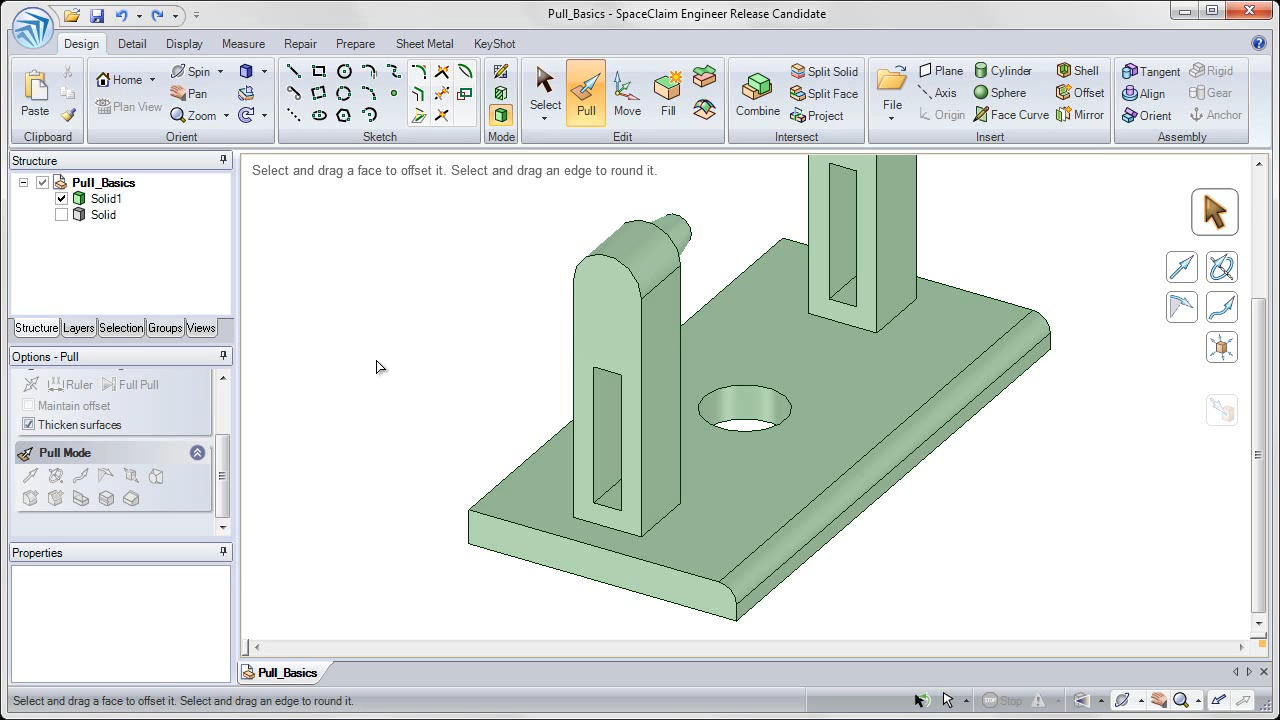 Pull_Basics - SpaceClaim Engineer Release Candidate
Design Detail Display Measure Repair Prepare Sheet Metal KeyShot
Paste
Clipboard
Home Spin
Plan View Pan
Zoom
Orient
Sketch
Mode
Select Pull Move Fill
Edit
Combine
Split Solid
Split Face
Project
Intersect
File
Plane Cylinder Shell
Axis Sphere Offset
Origin Face Curve Mirror
Insert
Tangent Rigid
Align Gear
Orient Anchor
Assembly
Structure
Pull_Basics
Solid1
Solid
Structure Layers Selection Groups Views
Options - Pull
Ruler Full Pull
Maintain offset
Thicken surfaces
Pull Mode
Properties
Select and drag a face to offset it. Select and drag an edge to round it.
Pull_Basics
Select and drag a face to offset it. Select and drag an edge to round it.
Stop